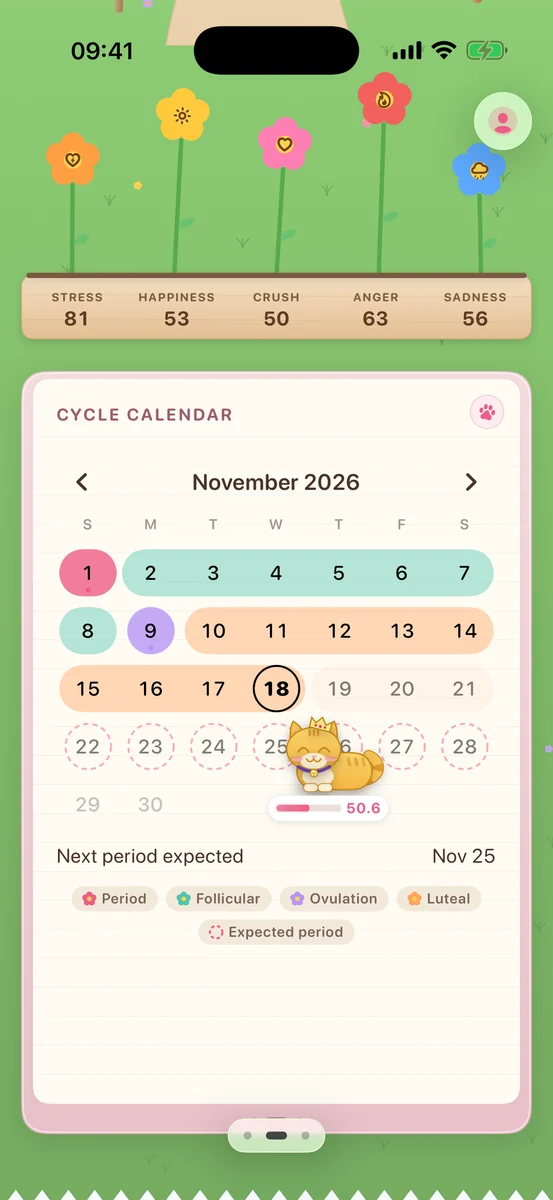 09:41
STRESS HAPPINESS CRUSH ANGER SADNESS
81 53 50 63 56
CYCLE CALENDAR
November 2026
S M T W T F S
1 2 3 4 5 6 7
8 9 10 11 12 13 14
15 16 17 18 19 20 21
22 23 24 25 27 28
29 30
50.6
Next period expected Nov 25
Period Follicular Ovulation Luteal
Expected period